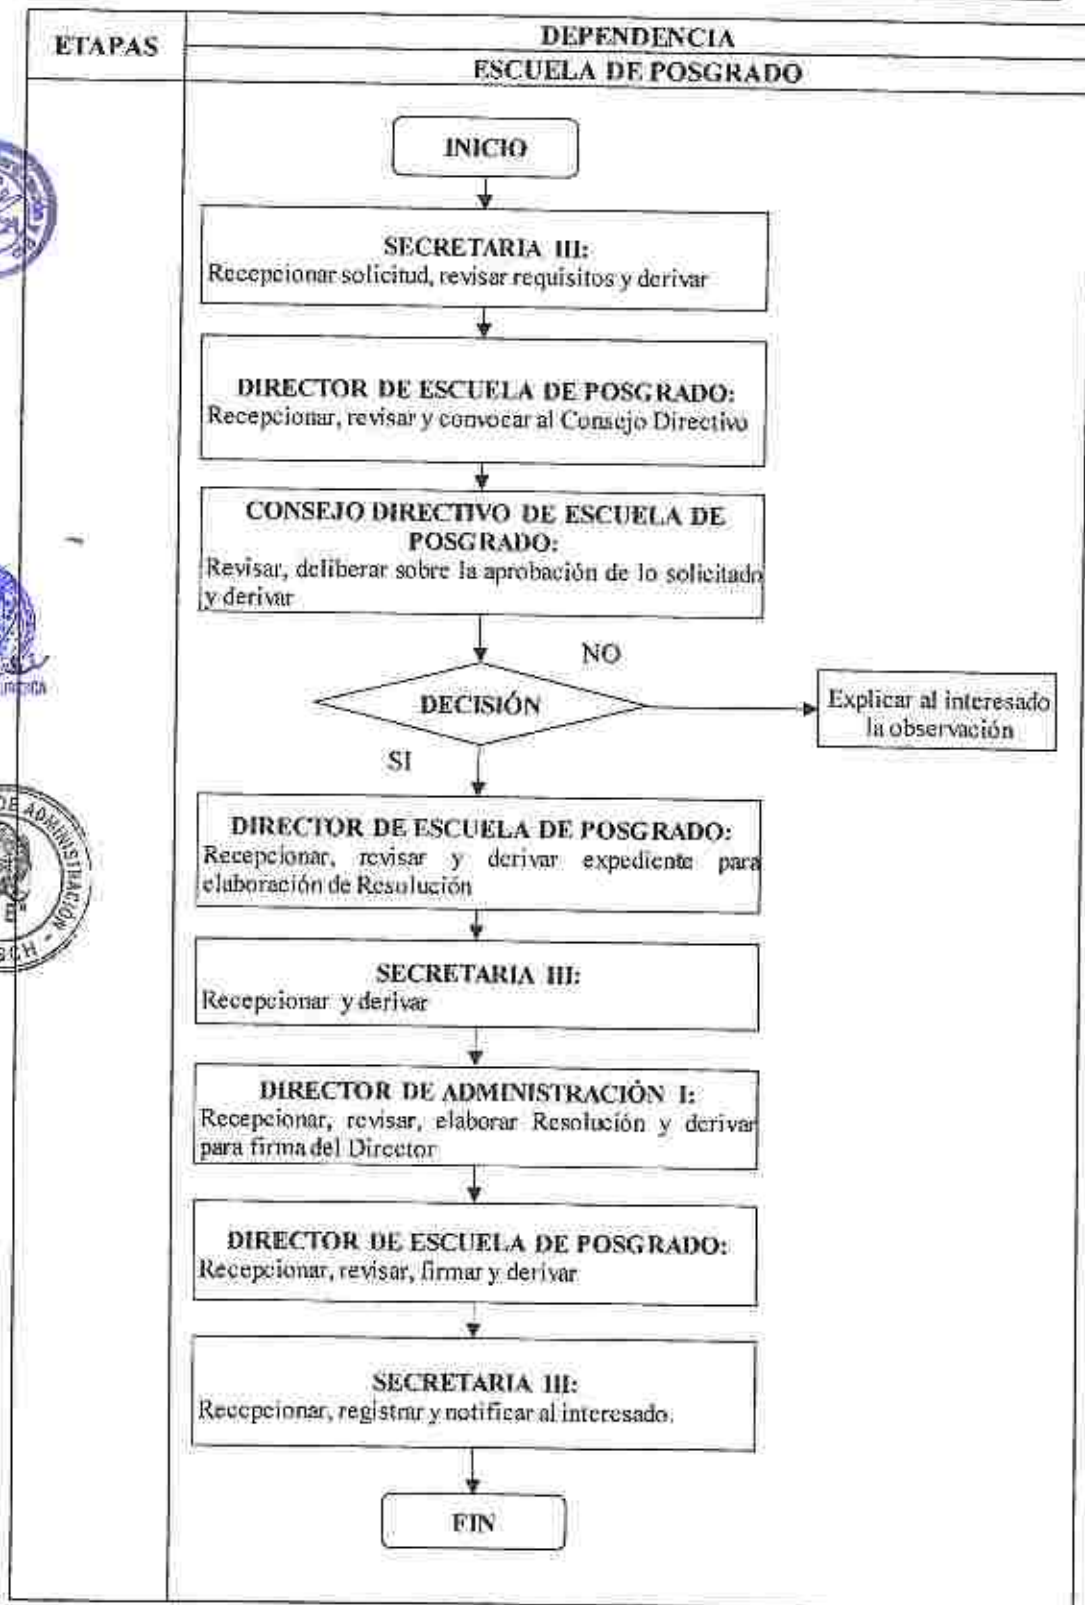 ETAPAS
DEPENDENCIA
ESCUELA DE POSGRADO
INICIO
SECRETARIA III:
Recepcionar solicitud, revisar requisitos y derivar
DIRECTOR DE ESCUELA DE POSGRADO:
Recepcionar, revisar y convocar al Consejo Directivo
CONSEJO DIRECTIVO DE ESCUELA DE
POSGRADO:
Revisar, deliberar sobre la aprobación de lo solicitado
y derivar
NO
DECISIÓN
Explicar al interesado
la observación
SI
DIRECTOR DE ESCUELA DE POSGRADO:
Recepcionar, revisar y derivar expediente para
elaboración de Resolución
SECRETARIA III:
Recepcionar y derivar
DIRECTOR DE ADMINISTRACIÓN I:
Recepcionar, revisar, elaborar Resolución y derivar
para firma del Director
DIRECTOR DE ESCUELA DE POSGRADO:
Recepcionar, revisar, firmar y derivar
SECRETARIA III:
Recepcionar, registrar y notificar al interesado.
FIN
DE ADMINISTRACIÓN -